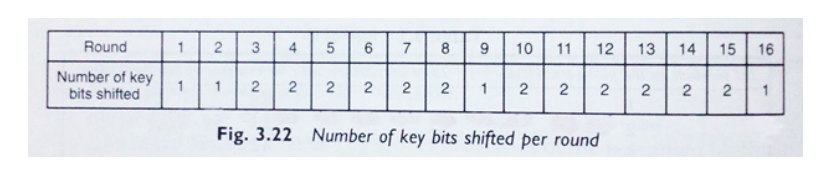 Round 1 2 3 4 5 6 7 8 9 10 11 12 13 14 15 16
Number of key
bits shifted 1 1 2 2 2 2 2 2 1 2 2 2 2 2 2 1
Fig. 3.22 Number of key bits shifted per round